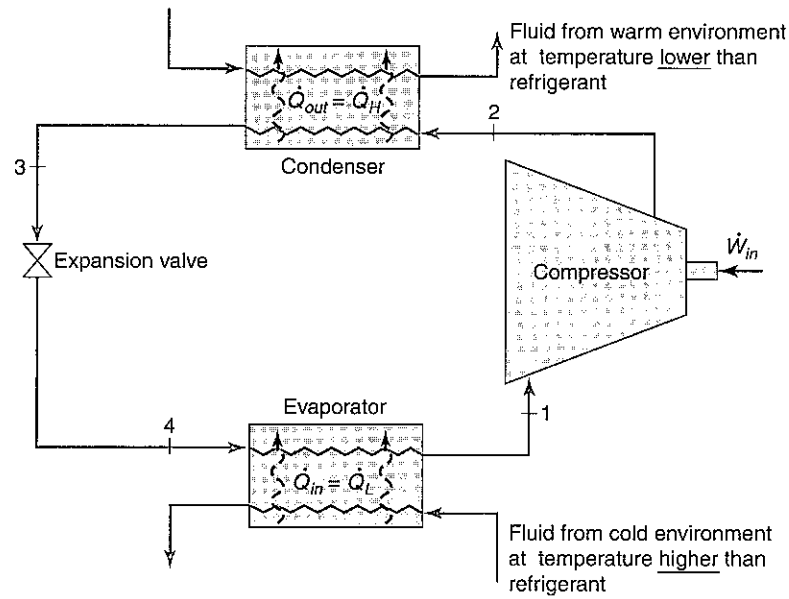 Fluid from warm environment
at temperature lower than
refrigerant
Q̇out = Q̇H
2
Condenser
3
Ẇin
Expansion valve
Compressor
Evaporator
1
4
Q̇in = Q̇L
Fluid from cold environment
at temperature higher than
refrigerant